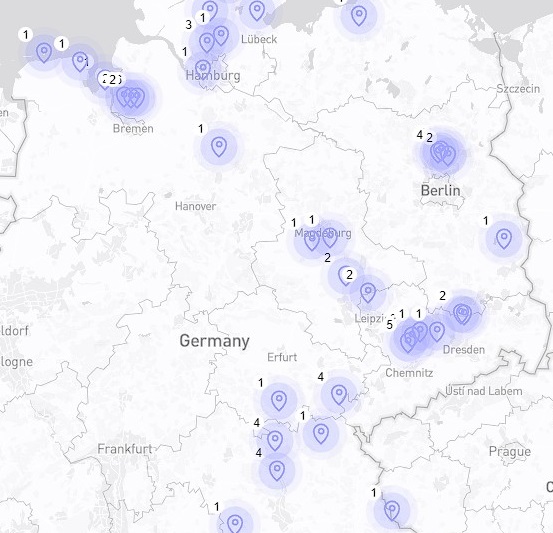 1
3
1
Lübeck
1
1
1
Hamburg
Szczecin
en
2
2
Bremen
1
4
2
Berlin
Hanover
1
1
Magdeburg
1
2
2
2
Leipzi
1
1
5
ldorf
Germany
Dresden
logne
Erfurt
Chemnitz
1
4
Ústí nad Labem
1
4
Frankfurt
4
Prague
1
1